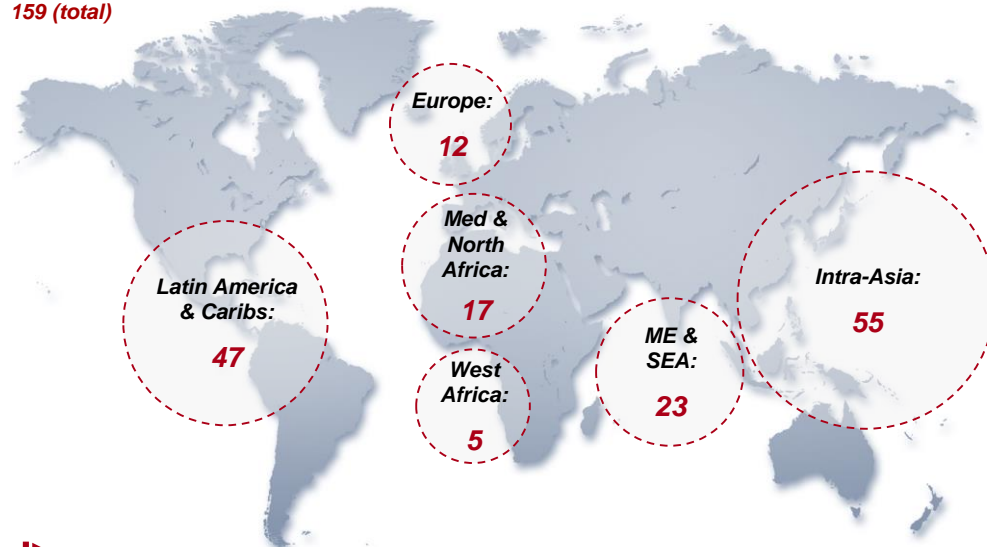 159 (total)
Europe:
12
Med &
North
Africa:
17
Latin America
& Caribs:
47
Intra-Asia:
55
ME &
SEA:
23
West
Africa:
5